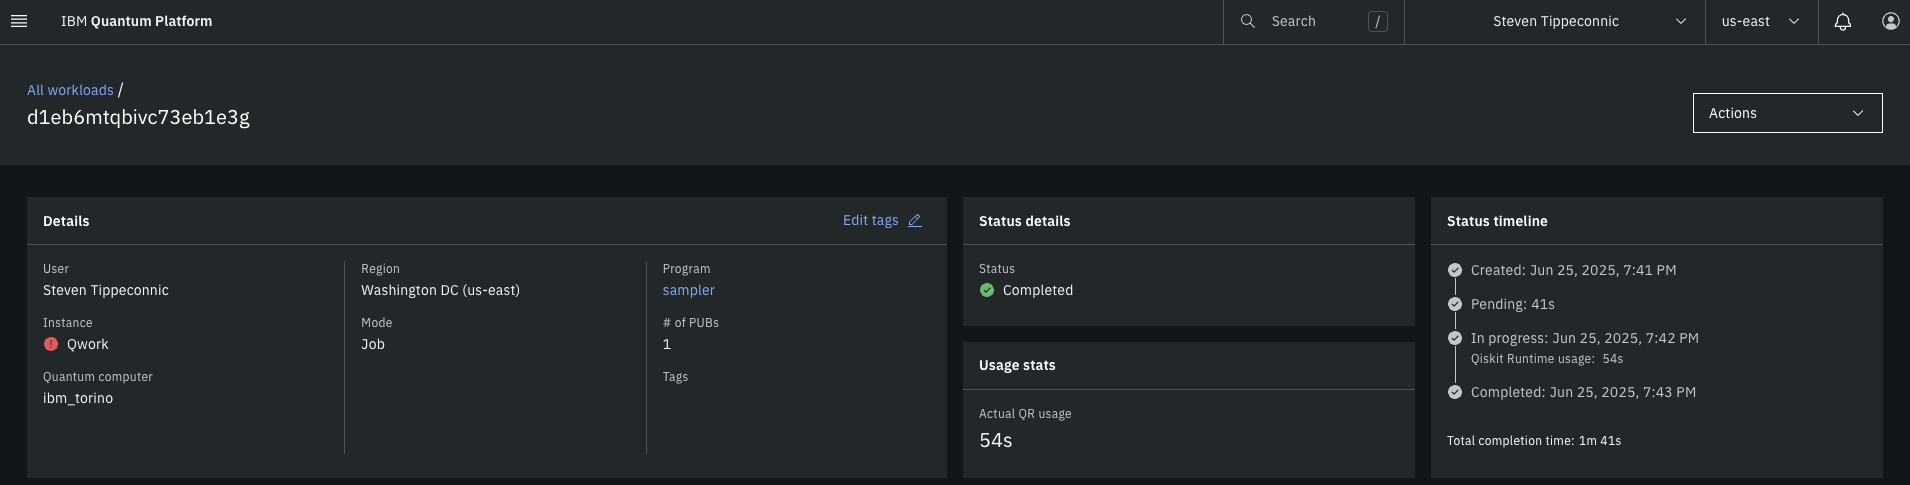 IBM Quantum Platform
Search
/
Steven Tippeconnic
us-east
All workloads /
d1eb6mtqbivc73eb1e3g
Actions
Details
Edit tags
User
Steven Tippeconnic
Instance
Qwork
Quantum computer
ibm_torino
Region
Washington DC (us-east)
Mode
Job
Program
sampler
# of PUBs
1
Tags
Status details
Status
Completed
Usage stats
Actual QR usage
54s
Status timeline
Created: Jun 25, 2025, 7:41 PM
Pending: 41s
In progress: Jun 25, 2025, 7:42 PM
Qiskit Runtime usage: 54s
Completed: Jun 25, 2025, 7:43 PM
Total completion time: 1m 41s